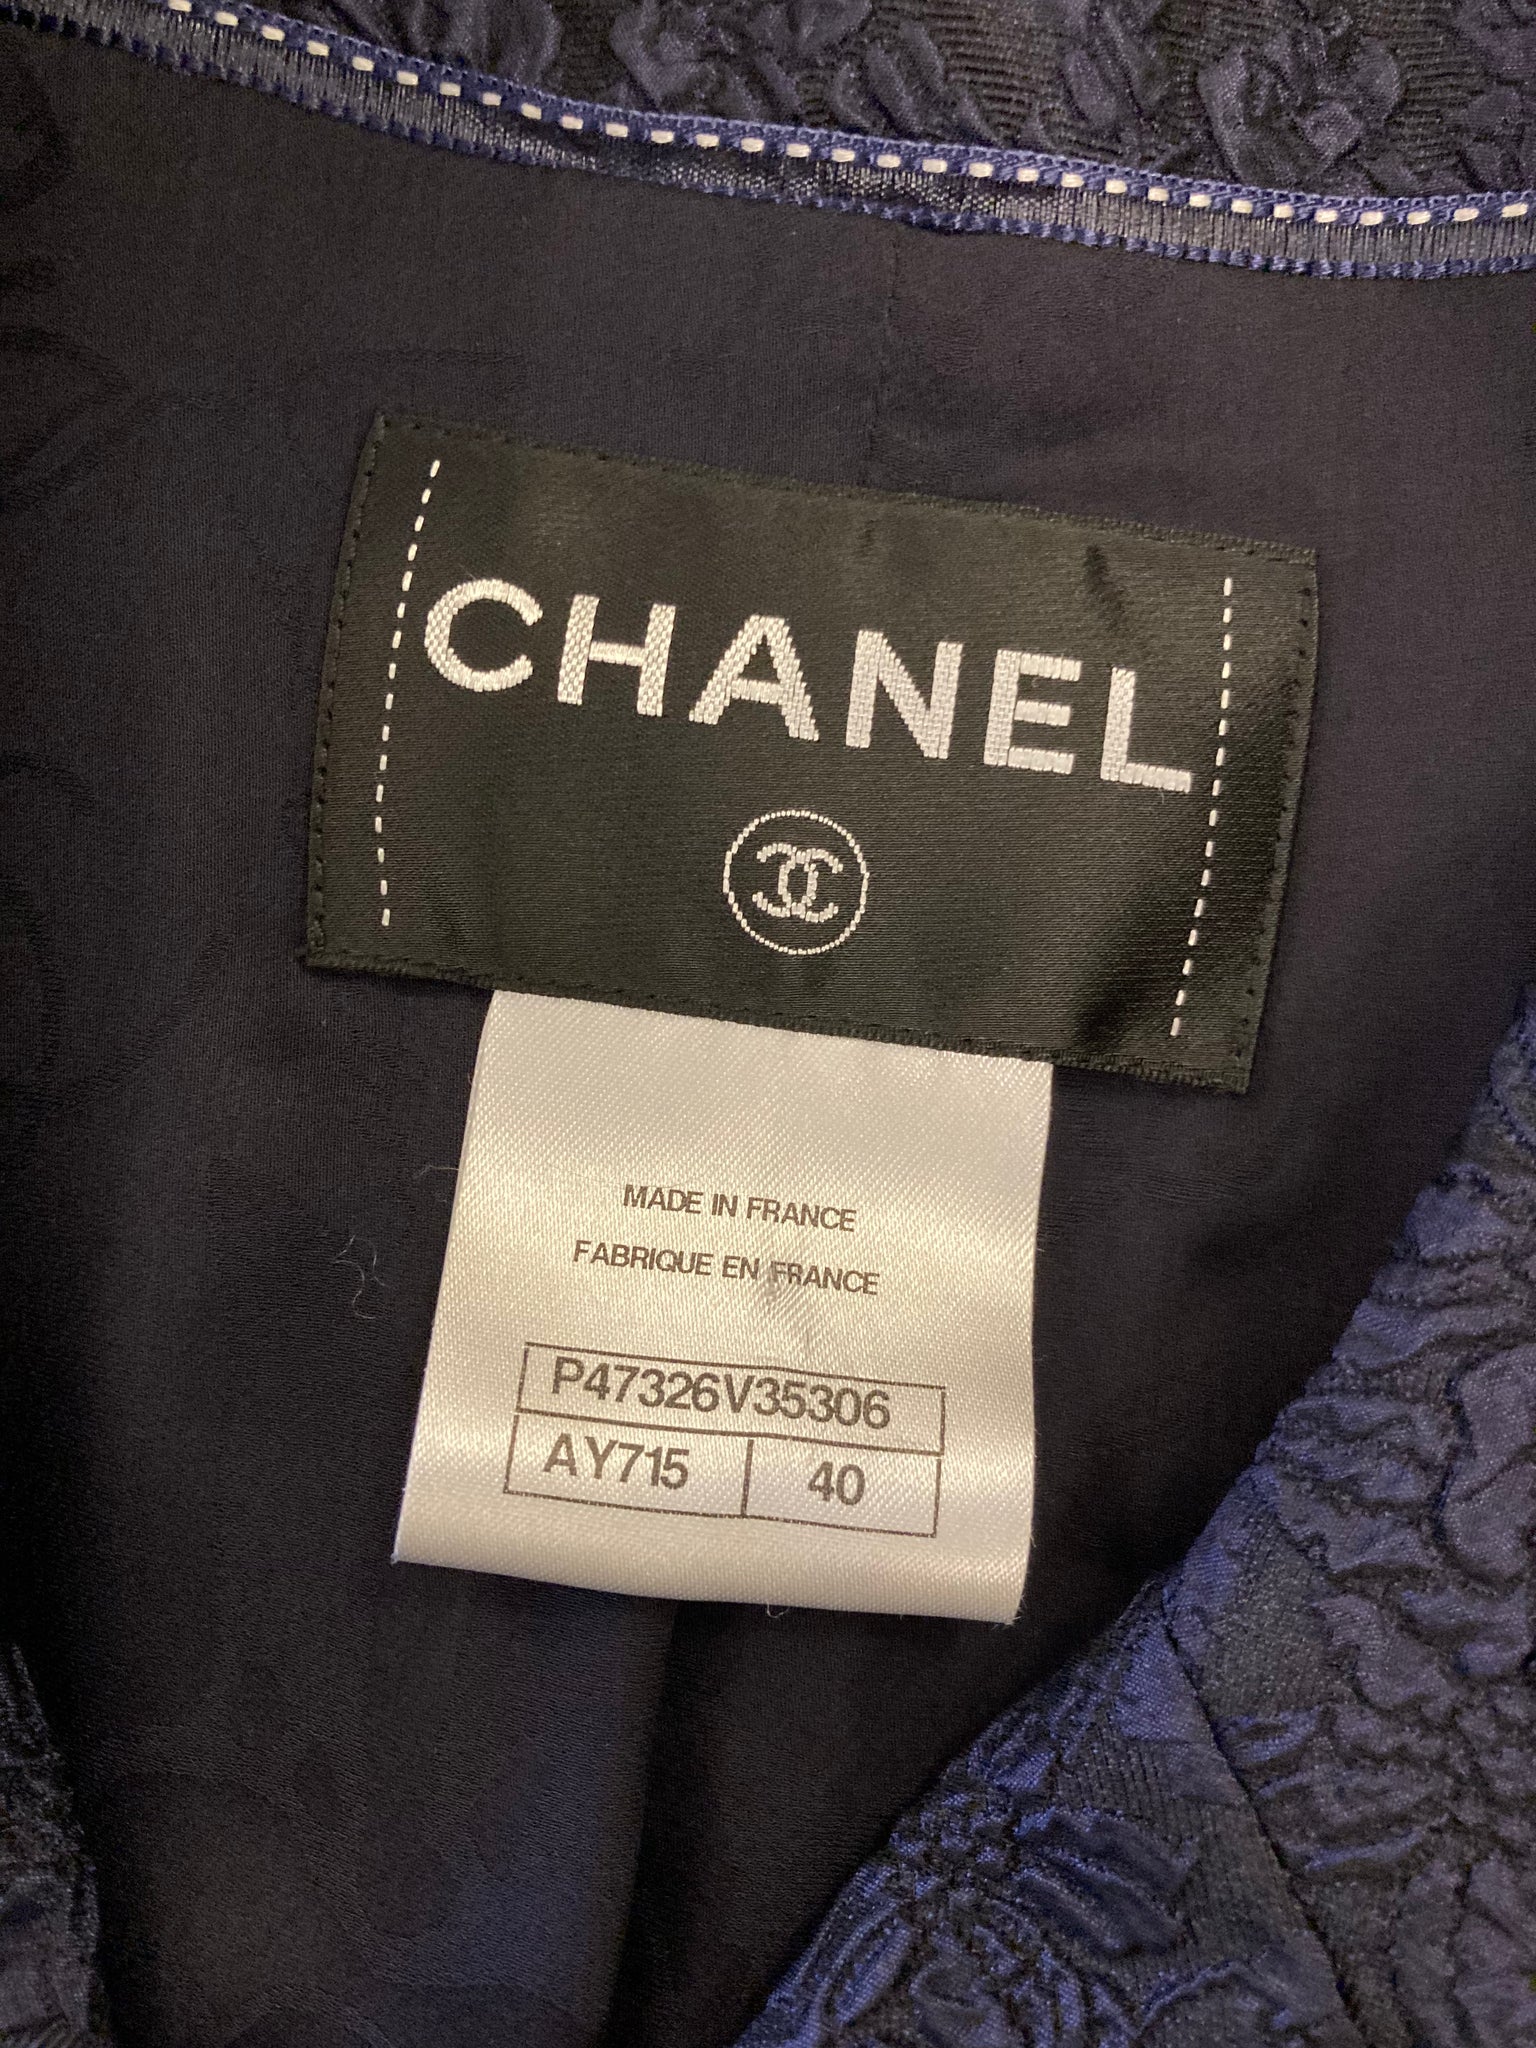 CHANEL
MADE IN FRANCE
FABRIQUE EN FRANCE
P47326V35306
AY715 40